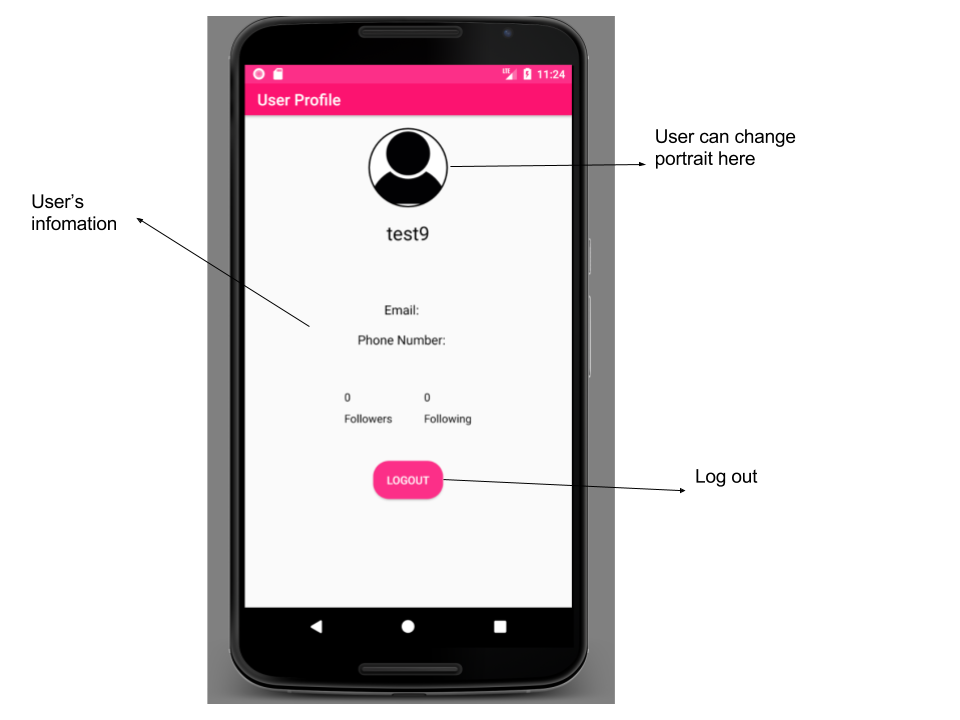 LTE 11:24
User Profile
User can change
portrait here
User's
infomation
test9
Email:
Phone Number:
0 0
Followers Following
LOGOUT
Log out